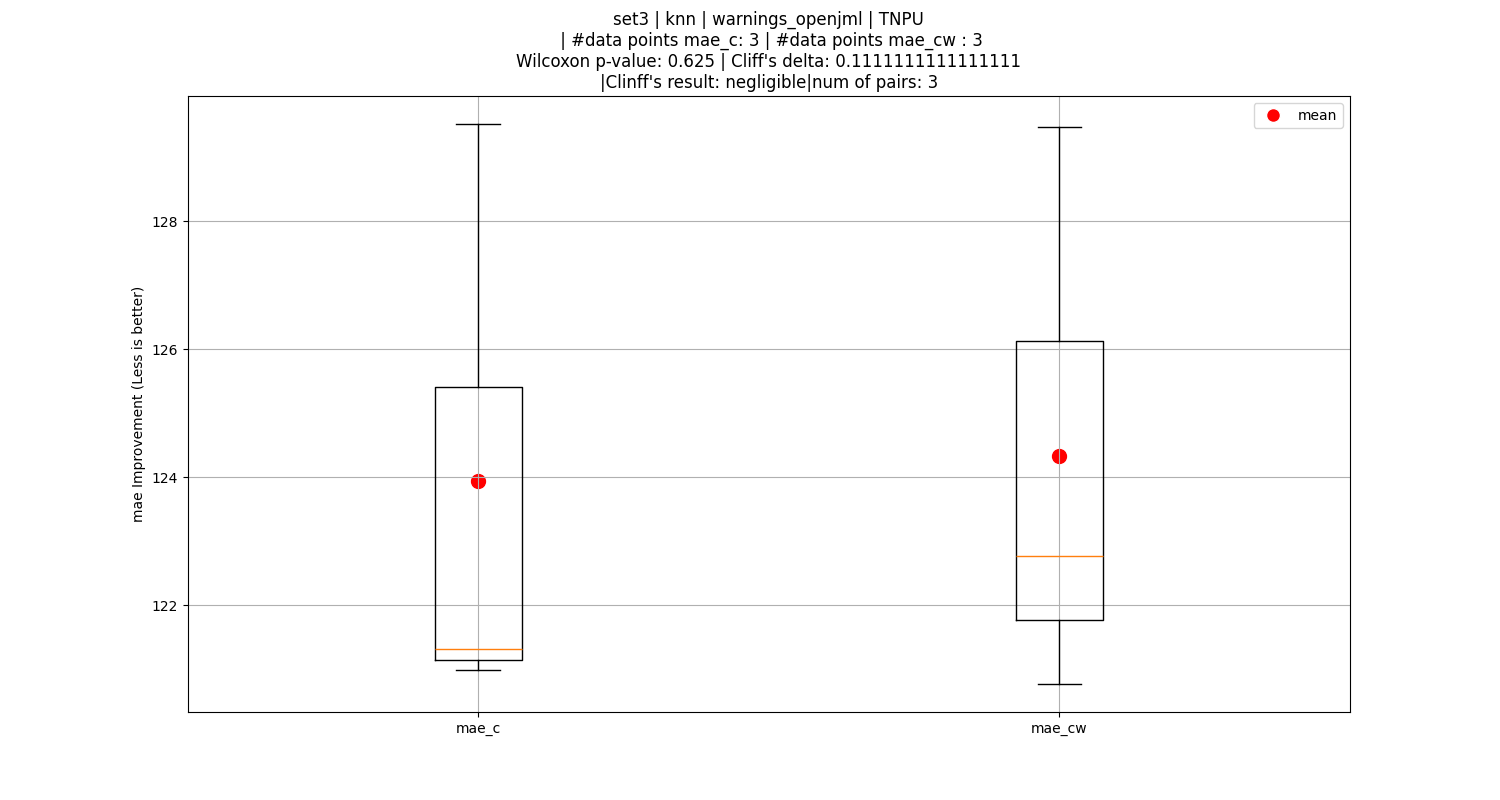 set3 | knn | warnings_openjml | TNPU
| #data points mae_c: 3 | #data points mae_cw : 3
Wilcoxon p-value: 0.625 | Cliff's delta: 0.1111111111111111
|Clinff's result: negligible|num of pairs: 3
mean
128
126
124
122
mae Improvement (Less is better)
mae_c
mae_cw